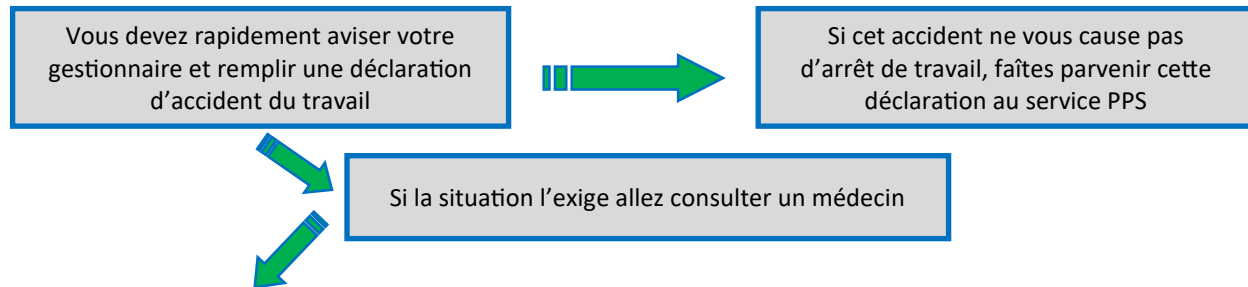 Vous devez rapidement aviser votre
gestionnaire et remplir une déclaration
d’accident du travail
Si cet accident ne vous cause pas
d’arrêt de travail, faîtes parvenir cette
déclaration au service PPS
Si la situation l’exige allez consulter un médecin